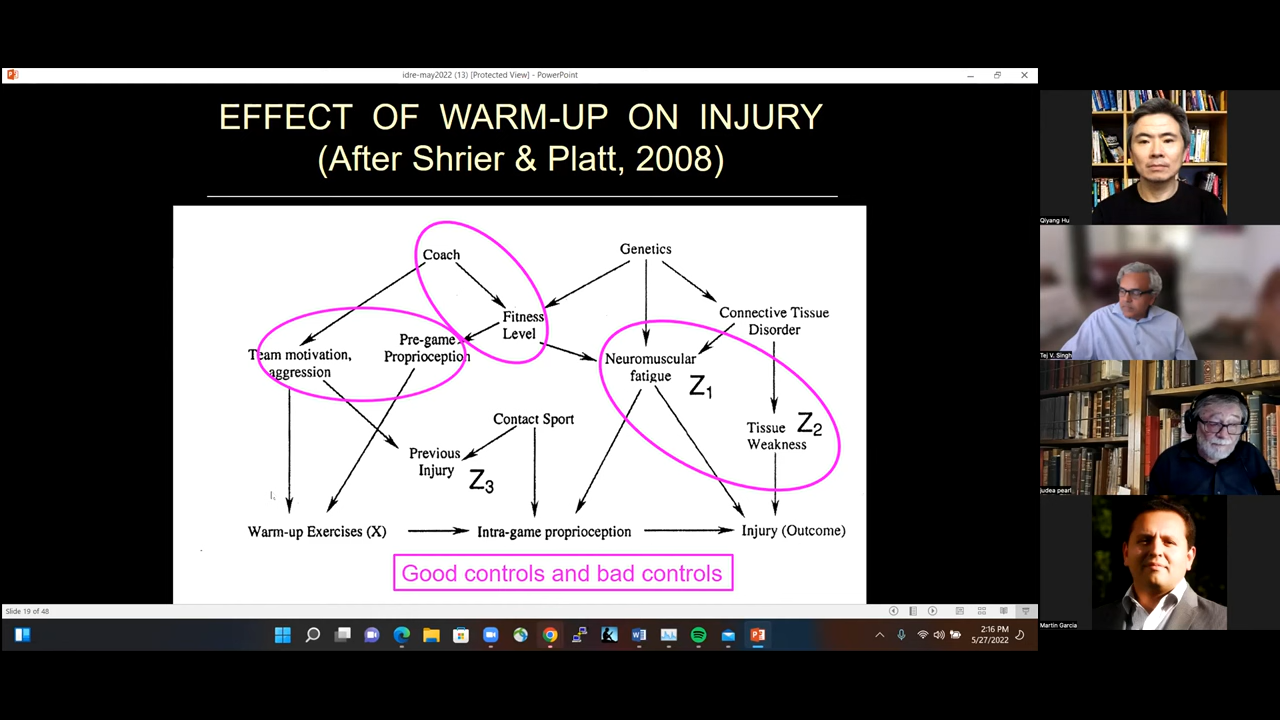 idre-may2022 (13) [Protected View] - PowerPoint
EFFECT OF WARM-UP ON INJURY
(After Shrier & Platt, 2008)
Coach
Genetics
Fitness
Level
Connective Tissue
Disorder
Team motivation,
aggression
Pre-game
Proprioception
Neuromuscular
fatigue
Z1
Contact Sport
Tissue
Weakness
Z2
Previous
Injury
Z3
Warm-up Exercises (X)
Intra-game proprioception
Injury (Outcome)
Good controls and bad controls
Slide 19 of 48
2:16 PM
5/27/2022
Qiyang Hu
Tej V. Singh
judea pearl
Martin Garcia